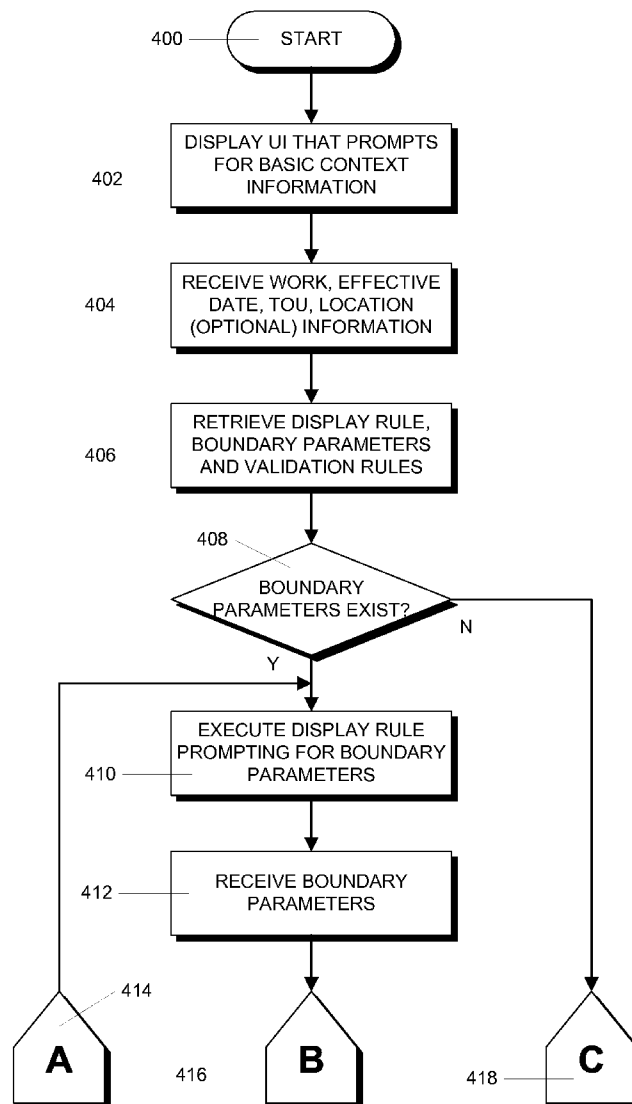 400
START
DISPLAY UI THAT PROMPTS
FOR BASIC CONTEXT
INFORMATION
402
RECEIVE WORK, EFFECTIVE
DATE, TOU, LOCATION
(OPTIONAL) INFORMATION
404
RETRIEVE DISPLAY RULE,
BOUNDARY PARAMETERS
AND VALIDATION RULES
406
408
BOUNDARY
PARAMETERS EXIST?
N
Y
EXECUTE DISPLAY RULE
PROMPTING FOR BOUNDARY
PARAMETERS
410
RECEIVE BOUNDARY
PARAMETERS
412
414
A
416
B
418
C